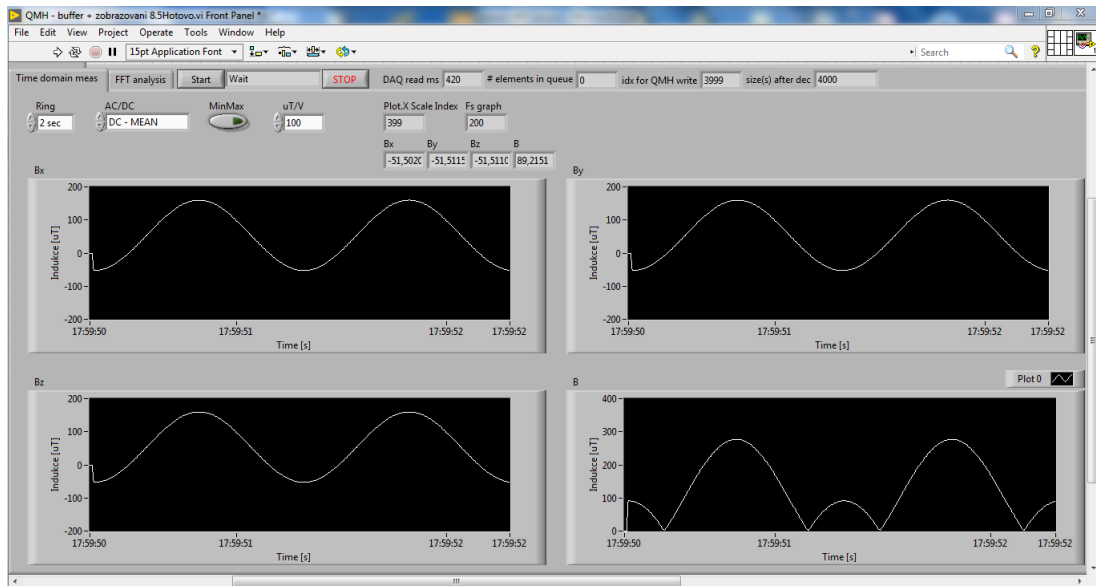 QMH - buffer + zobrazovani 8.5Hotovo.vi Front Panel *
File Edit View Project Operate Tools Window Help
15pt Application Font Search
Time domain meas FFT analysis Start Wait STOP DAQ read ms 420 # elements in queue 0 idx for QMH write 3999 size(s) after dec 4000
Ring AC/DC MinMax uT/V Plot.X Scale Index Fs graph
2 sec DC - MEAN 100 399 200
Bx By Bz B
-51,5020 -51,5115 -51,5110 89,2151
Bx
200
100
0
-100
-200
Indukce [uT]
17:59:50 17:59:51 17:59:52 17:59:52
Time [s]
By
200
100
0
-100
-200
Indukce [uT]
17:59:50 17:59:51 17:59:52 17:59:52
Time [s]
Bz
200
100
0
-100
-200
Indukce [uT]
17:59:50 17:59:51 17:59:52 17:59:52
Time [s]
B
Plot 0
400
300
200
100
0
Indukce [uT]
17:59:50 17:59:51 17:59:52 17:59:52
Time [s]